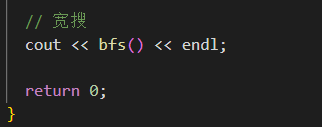 // 宽搜
cout << bfs() << endl;
return 0;
}